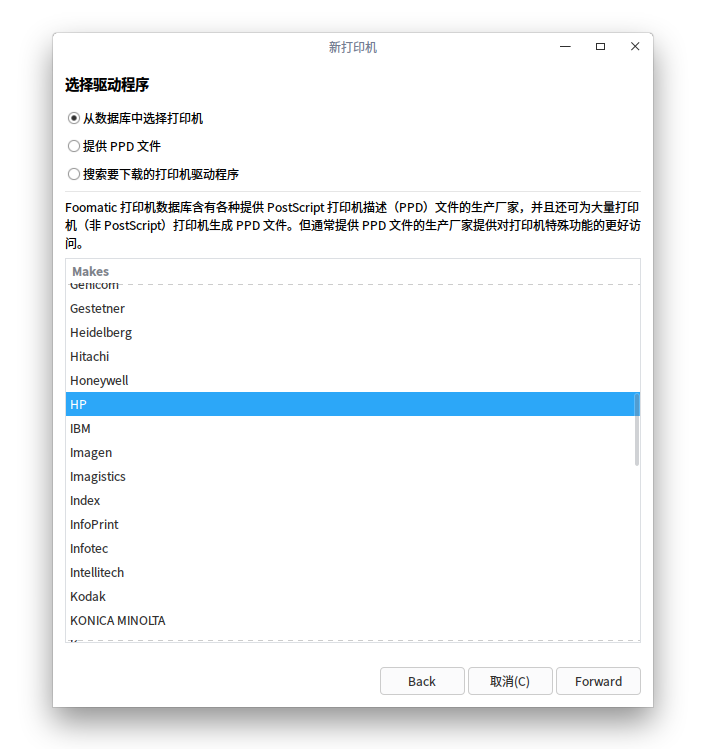 新打印机
选择驱动程序
从数据库中选择打印机
提供 PPD 文件
搜索要下载的打印机驱动程序
Foomatic 打印机数据库含有各种提供 PostScript 打印机描述（PPD）文件的生产厂家，并且还可为大量打印
机（非 PostScript）打印机生成 PPD 文件。但通常提供 PPD 文件的生产厂家提供对打印机特殊功能的更好访
问。
Makes
Genicom
Gestetner
Heidelberg
Hitachi
Honeywell
HP
IBM
Imagen
Imagistics
Index
InfoPrint
Infotec
Intellitech
Kodak
KONICA MINOLTA
Back
取消(C)
Forward